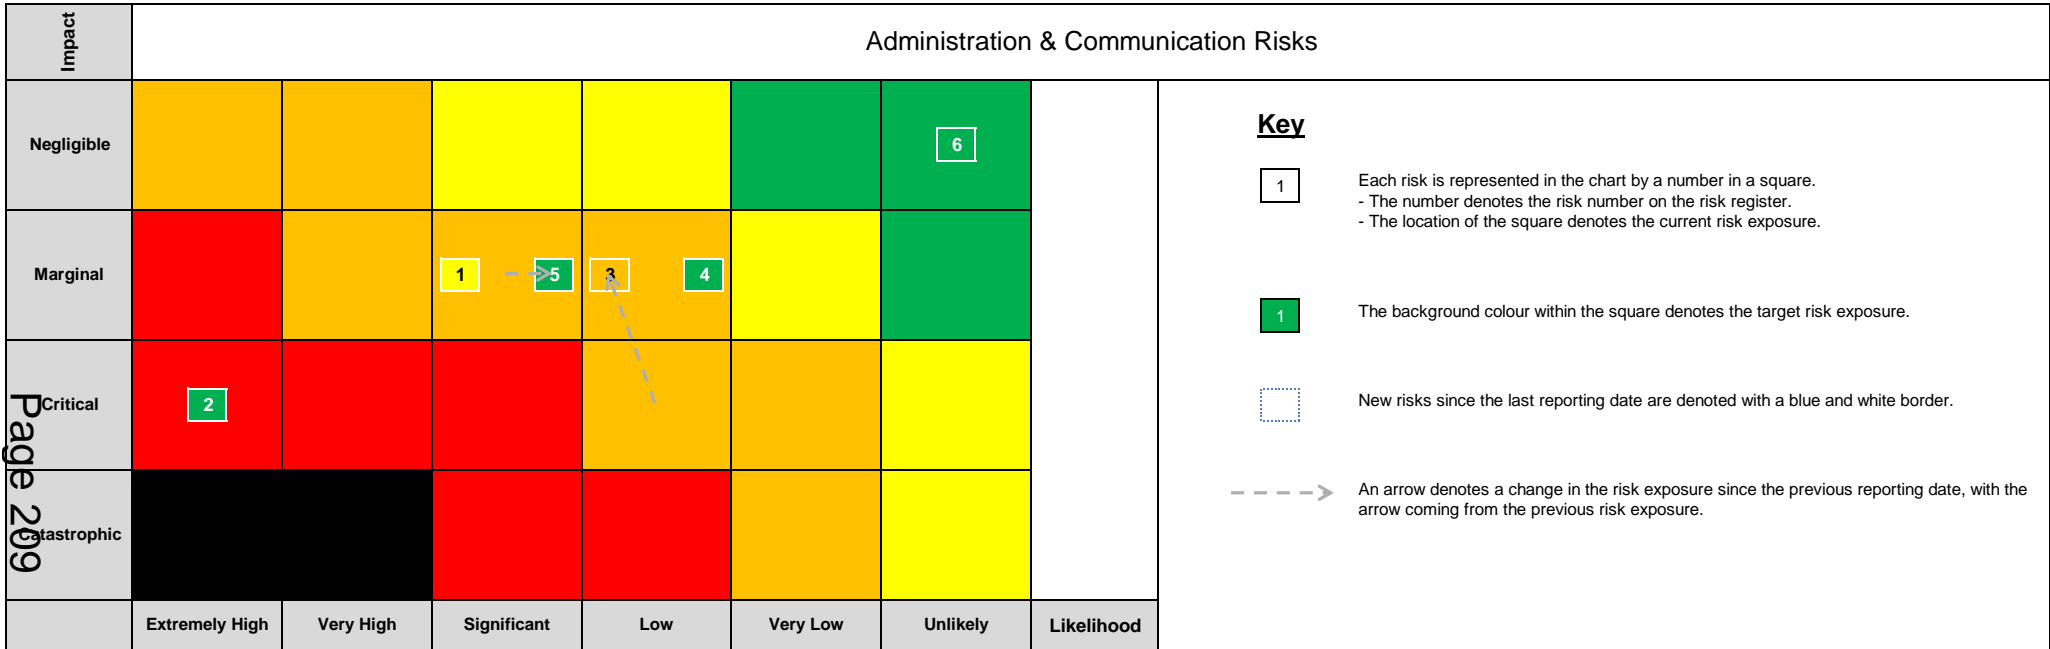 Impact
Administration & Communication Risks
Negligible
6
Marginal
1
5
3
4
Critical
2
Catastrophic
Extremely High
Very High
Significant
Low
Very Low
Unlikely
Likelihood
Page 209
Key
1
Each risk is represented in the chart by a number in a square.
- The number denotes the risk number on the risk register.
- The location of the square denotes the current risk exposure.
1
The background colour within the square denotes the target risk exposure.
New risks since the last reporting date are denoted with a blue and white border.
An arrow denotes a change in the risk exposure since the previous reporting date, with the
arrow coming from the previous risk exposure.